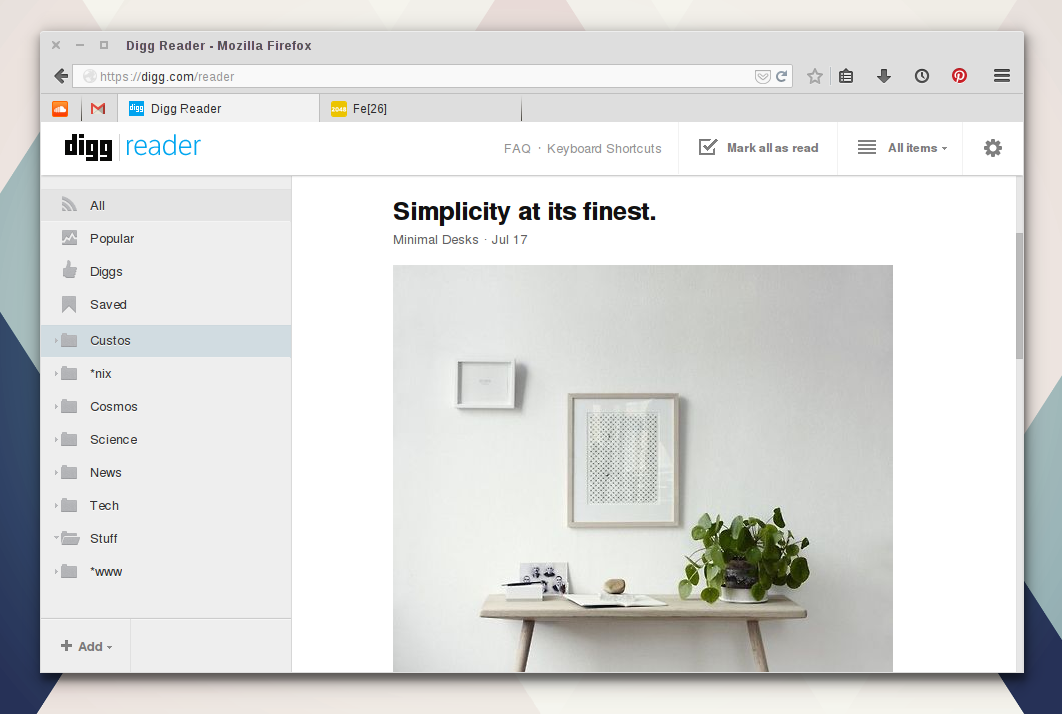 Digg Reader - Mozilla Firefox
https://digg.com/reader
digg Digg Reader
2048 Fe[26]
digg reader
FAQ · Keyboard Shortcuts
Mark all as read
All items
All
Popular
Diggs
Saved
Custos
*nix
Cosmos
Science
News
Tech
Stuff
*www
+ Add
Simplicity at its finest.
Minimal Desks · Jul 17